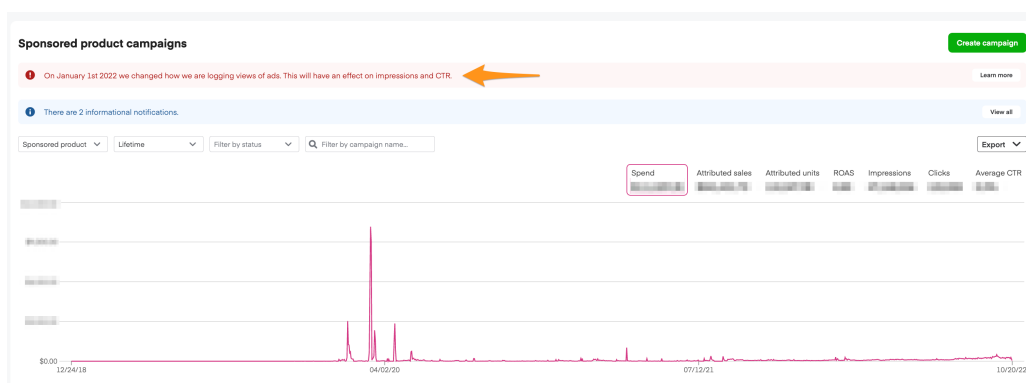 Sponsored product campaigns
Create campaign
On January 1st 2022 we changed how we are logging views of ads. This will have an effect on impressions and CTR.
Learn more
There are 2 informational notifications.
View all
Sponsored product
Lifetime
Filter by status
Filter by campaign name...
Export
Spend
Attributed sales
Attributed units
ROAS
Impressions
Clicks
Average CTR
$0.00
12/24/18
04/02/20
07/12/21
10/20/22